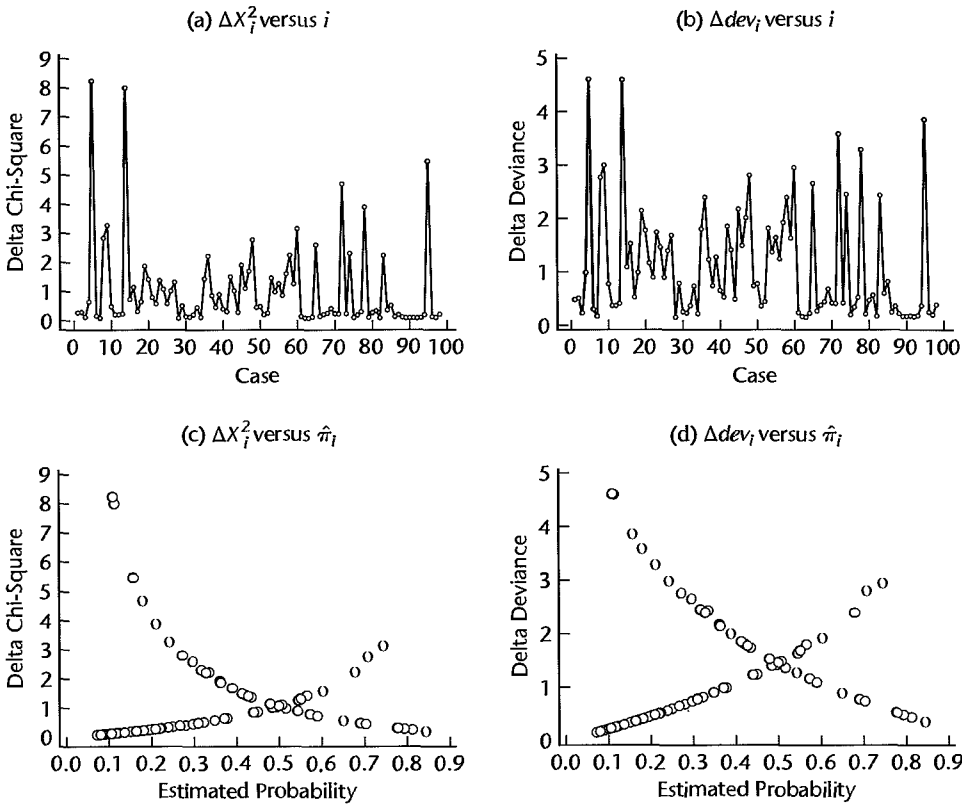 (a) ΔX²ᵢ versus i
9
8
7
6
5
4
3
2
1
0
Delta Chi-Square
0 10 20 30 40 50 60 70 80 90 100
Case
(b) Δdevᵢ versus i
5
4
3
2
1
0
Delta Deviance
0 10 20 30 40 50 60 70 80 90 100
Case
(c) ΔX²ᵢ versus π̂ᵢ
9
8
7
6
5
4
3
2
1
0
Delta Chi-Square
0.0 0.1 0.2 0.3 0.4 0.5 0.6 0.7 0.8 0.9
Estimated Probability
(d) Δdevᵢ versus π̂ᵢ
5
4
3
2
1
0
Delta Deviance
0.0 0.1 0.2 0.3 0.4 0.5 0.6 0.7 0.8 0.9
Estimated Probability